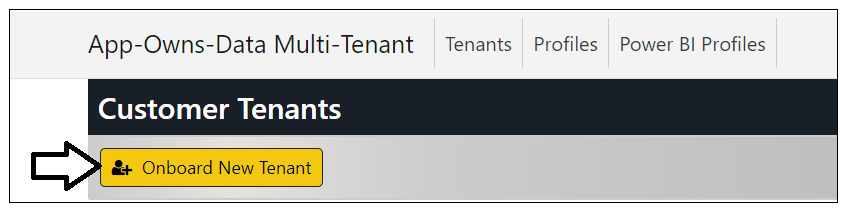 App-Owns-Data Multi-Tenant Tenants Profiles Power BI Profiles
Customer Tenants
Onboard New Tenant